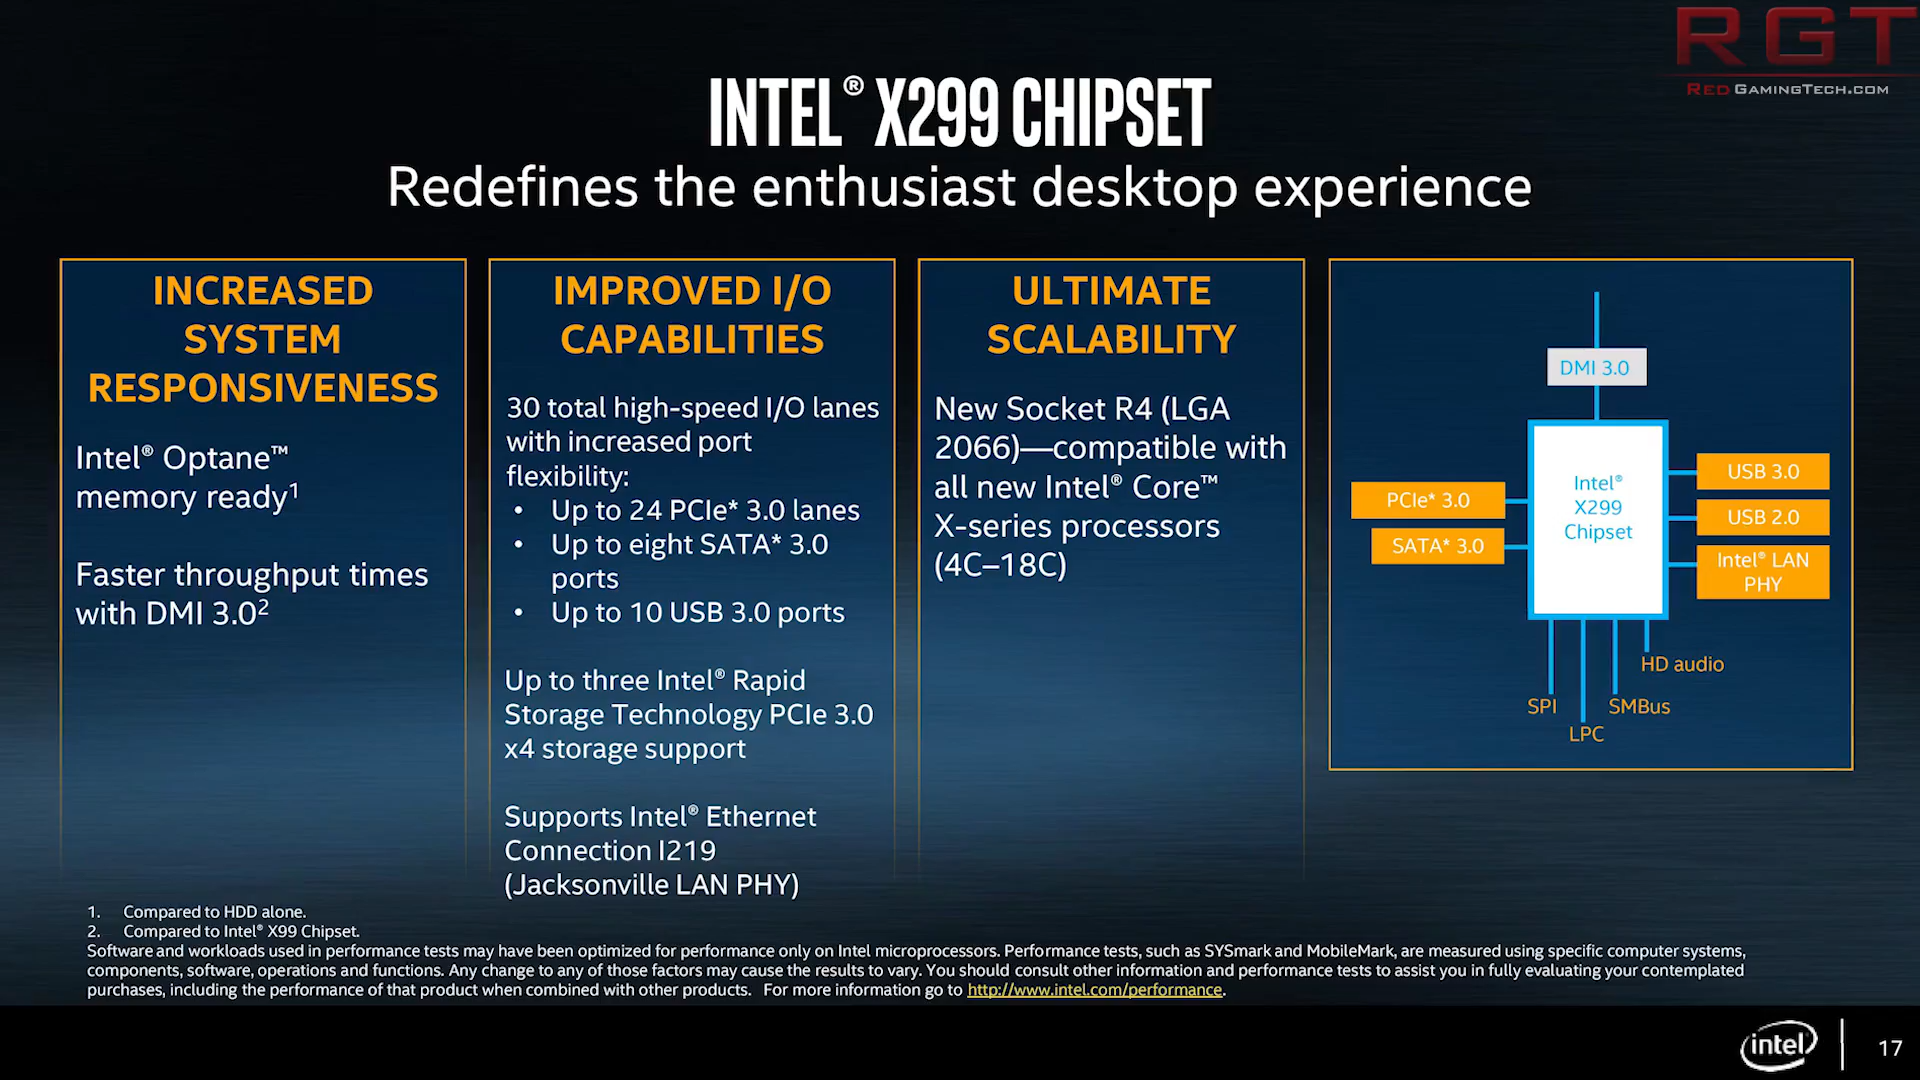 RGT
RED GAMINGTECH.COM
INTEL® X299 CHIPSET
Redefines the enthusiast desktop experience
INCREASED
SYSTEM
RESPONSIVENESS
Intel® Optane™
memory ready1
Faster throughput times
with DMI 3.02
IMPROVED I/O
CAPABILITIES
30 total high-speed I/O lanes
with increased port
flexibility:
• Up to 24 PCIe* 3.0 lanes
• Up to eight SATA* 3.0
ports
• Up to 10 USB 3.0 ports
Up to three Intel® Rapid
Storage Technology PCIe 3.0
x4 storage support
Supports Intel® Ethernet
Connection I219
(Jacksonville LAN PHY)
ULTIMATE
SCALABILITY
New Socket R4 (LGA
2066)—compatible with
all new Intel® Core™
X-series processors
(4C–18C)
DMI 3.0
Intel®
X299
Chipset
PCIe* 3.0
SATA* 3.0
USB 3.0
USB 2.0
Intel® LAN
PHY
HD audio
SPI
SMBus
LPC
1. Compared to HDD alone.
2. Compared to Intel® X99 Chipset.
Software and workloads used in performance tests may have been optimized for performance only on Intel microprocessors. Performance tests, such as SYSmark and MobileMark, are measured using specific computer systems,
components, software, operations and functions. Any change to any of those factors may cause the results to vary. You should consult other information and performance tests to assist you in fully evaluating your contemplated
purchases, including the performance of that product when combined with other products. For more information go to http://www.intel.com/performance.
intel
17